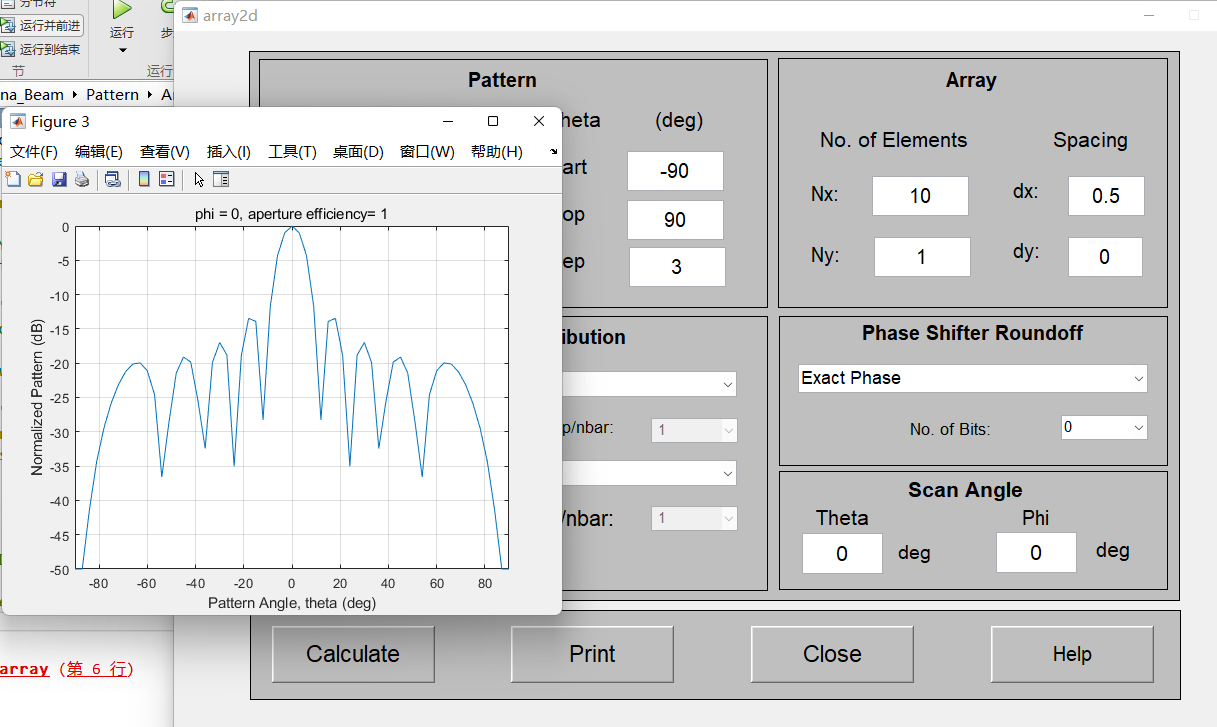 分节符
运行并前进
运行到结束
节
运行
步
运行
na_Beam ▸ Pattern ▸ A
array2d
Pattern
heta (deg)
art -90
op 90
ep 3
Array
No. of Elements Spacing
Nx: 10 dx: 0.5
Ny: 1 dy: 0
ibution
p/nbar: 1
/nbar: 1
Phase Shifter Roundoff
Exact Phase
No. of Bits: 0
Scan Angle
Theta Phi
0 deg 0 deg
Calculate Print Close Help
Figure 3
文件(F) 编辑(E) 查看(V) 插入(I) 工具(T) 桌面(D) 窗口(W) 帮助(H)
phi = 0, aperture efficiency= 1
Normalized Pattern (dB)
0
-5
-10
-15
-20
-25
-30
-35
-40
-45
-50
-80 -60 -40 -20 0 20 40 60 80
Pattern Angle, theta (deg)
array (第 6 行)